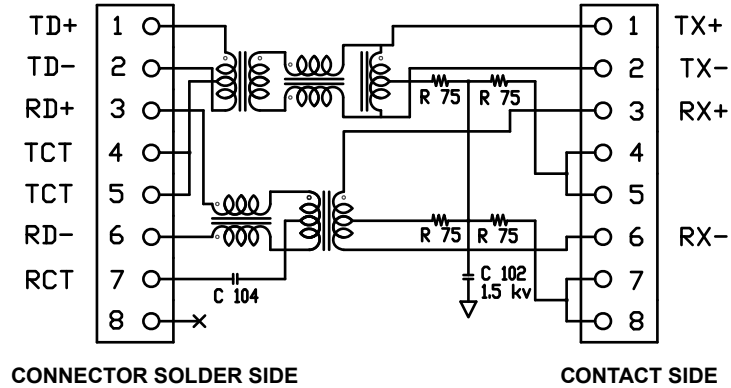 TD+ 1 1 TX+
TD- 2 2 TX-
R 75 R 75
RD+ 3 3 RX+
TCT 4 4
TCT 5 5
RD- 6 6 RX-
R 75 R 75
RCT 7 7
C 104
C 102
1.5 kv
8 8
CONNECTOR SOLDER SIDE CONTACT SIDE